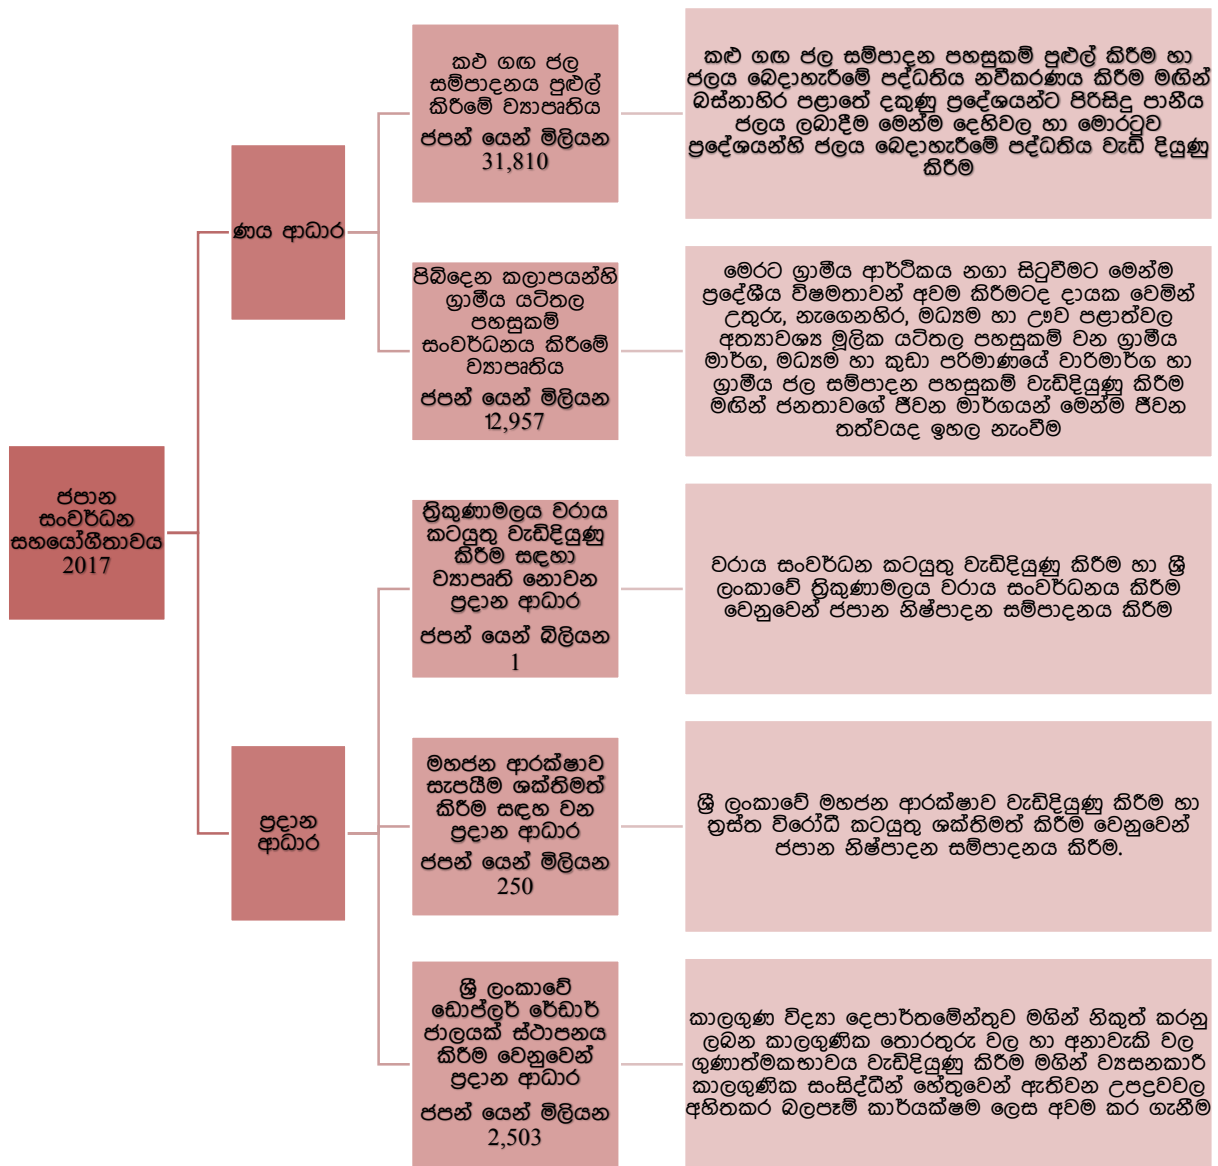 ජපාන
සංවර්ධන
සහයෝගීතාවය
2017
ණය ආධාර
කළු ගඟ ජල
සම්පාදනය පුළුල්
කිරීමේ ව්‍යාපෘතිය
ජපන් යෙන් මිලියන
31,810
කළු ගඟ ජල සම්පාදන පහසුකම් පුළුල් කිරීම හා
ජලය බෙදාහැරීමේ පද්ධතිය නවීකරණය කිරීම මඟින්
බස්නාහිර පළාතේ දකුණු ප්‍රදේශයන්ට පිරිසිදු පානීය
ජලය ලබාදීම මෙන්ම දෙහිවල හා මොරටුව
ප්‍රදේශයන්හි ජලය බෙදාහැරීමේ පද්ධතිය වැඩි දියුණු
කිරීම
පිබිදෙන කලාපයන්හි
ග්‍රාමීය යටිතල
පහසුකම්
සංවර්ධනය කිරීමේ
ව්‍යාපෘතිය
ජපන් යෙන් මිලියන
12,957
මෙරට ග්‍රාමීය ආර්ථිකය නගා සිටුවීමට මෙන්ම
ප්‍රදේශීය විෂමතාවන් අවම කිරීමටද දායක වෙමින්
උතුරු, නැගෙනහිර, මධ්‍යම හා ඌව පළාත්වල
අත්‍යාවශ්‍ය මූලික යටිතල පහසුකම් වන ග්‍රාමීය
මාර්ග, මධ්‍යම හා කුඩා පරිමාණයේ වාරිමාර්ග හා
ග්‍රාමීය ජල සම්පාදන පහසුකම් වැඩිදියුණු කිරීම
මඟින් ජනතාවගේ ජීවන මාර්ගයන් මෙන්ම ජීවන
තත්වයද ඉහල නැංවීම
ප්‍රදාන
ආධාර
ත්‍රිකුණාමලය වරාය
කටයුතු වැඩිදියුණු
කිරීම සඳහා
ව්‍යාපෘති නොවන
ප්‍රදාන ආධාර
ජපන් යෙන් බිලියන
1
වරාය සංවර්ධන කටයුතු වැඩිදියුණු කිරීම හා ශ්‍රී
ලංකාවේ ත්‍රිකුණාමලය වරාය සංවර්ධනය කිරීම
වෙනුවෙන් ජපාන නිෂ්පාදන සම්පාදනය කිරීම
මහජන ආරක්ෂාව
සැපයීම ශක්තිමත්
කිරීම සඳහ වන
ප්‍රදාන ආධාර
ජපන් යෙන් මිලියන
250
ශ්‍රී ලංකාවේ මහජන ආරක්ෂාව වැඩිදියුණු කිරීම හා
ත්‍රස්ත විරෝධී කටයුතු ශක්තිමත් කිරීම වෙනුවෙන්
ජපාන නිෂ්පාදන සම්පාදනය කිරීම.
ශ්‍රී ලංකාවේ
ඩොප්ලර් රේඩාර්
ජාලයක් ස්ථාපනය
කිරීම වෙනුවෙන්
ප්‍රදාන ආධාර
ජපන් යෙන් මිලියන
2,503
කාලගුණ විද්‍යා දෙපාර්තමේන්තුව මගින් නිකුත් කරනු
ලබන කාලගුණික තොරතුරු වල හා අනාවැකි වල
ගුණාත්මකභාවය වැඩිදියුණු කිරීම මගින් ව්‍යසනකාරී
කාලගුණික සංසිද්ධීන් හේතුවෙන් ඇතිවන උපද්‍රවවල
අහිතකර බලපෑම් කාර්යක්ෂම ලෙස අවම කර ගැනීම